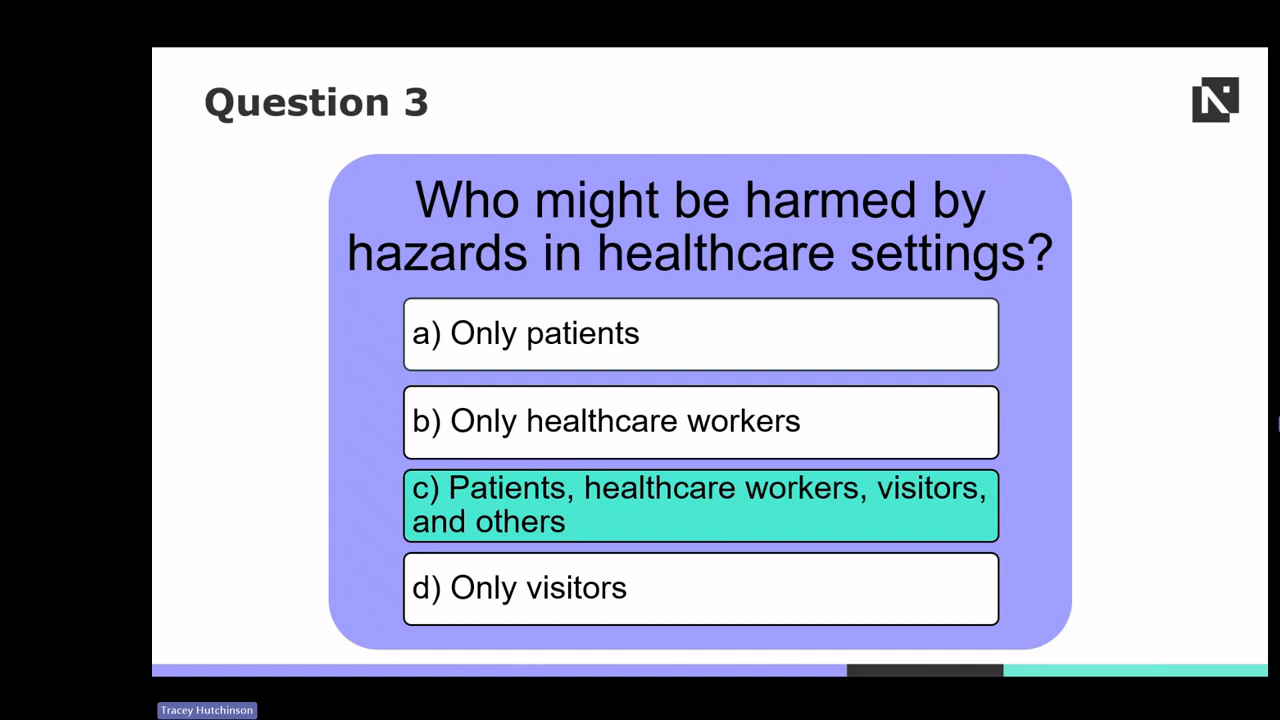 Question 3
N
Who might be harmed by
hazards in healthcare settings?
a) Only patients
b) Only healthcare workers
c) Patients, healthcare workers, visitors,
and others
d) Only visitors
Tracey Hutchinson